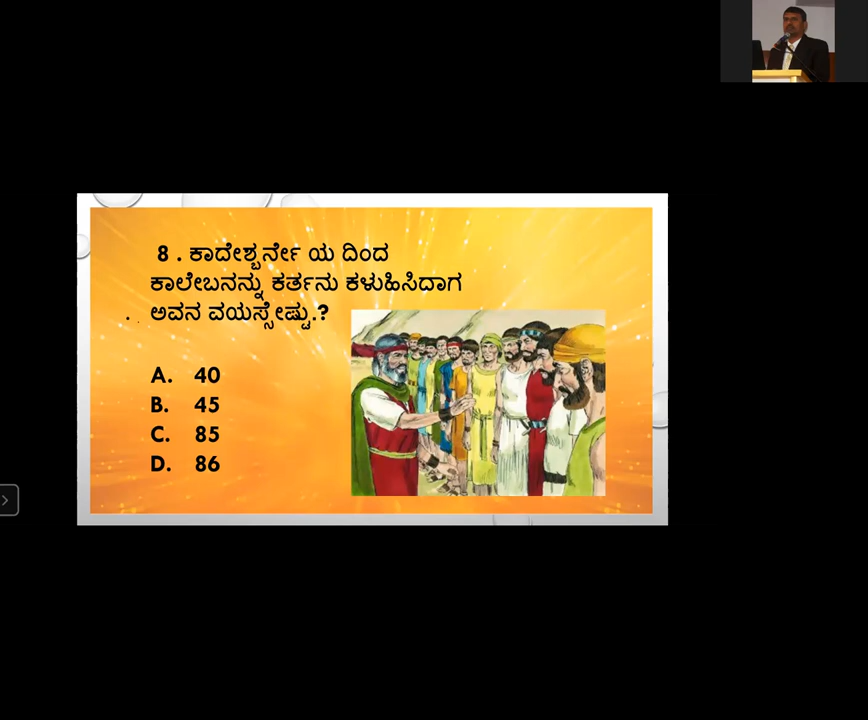 8 . ಕಾದೇಶ್ಬರ್ನೇ ಯ ದಿಂದ
ಕಾಲೇಬನನ್ನು ಕರ್ತನು ಕಳುಹಿಸಿದಾಗ
. . ಅವನ ವಯಸ್ಸೇಷ್ಟು.?
A. 40
B. 45
C. 85
D. 86